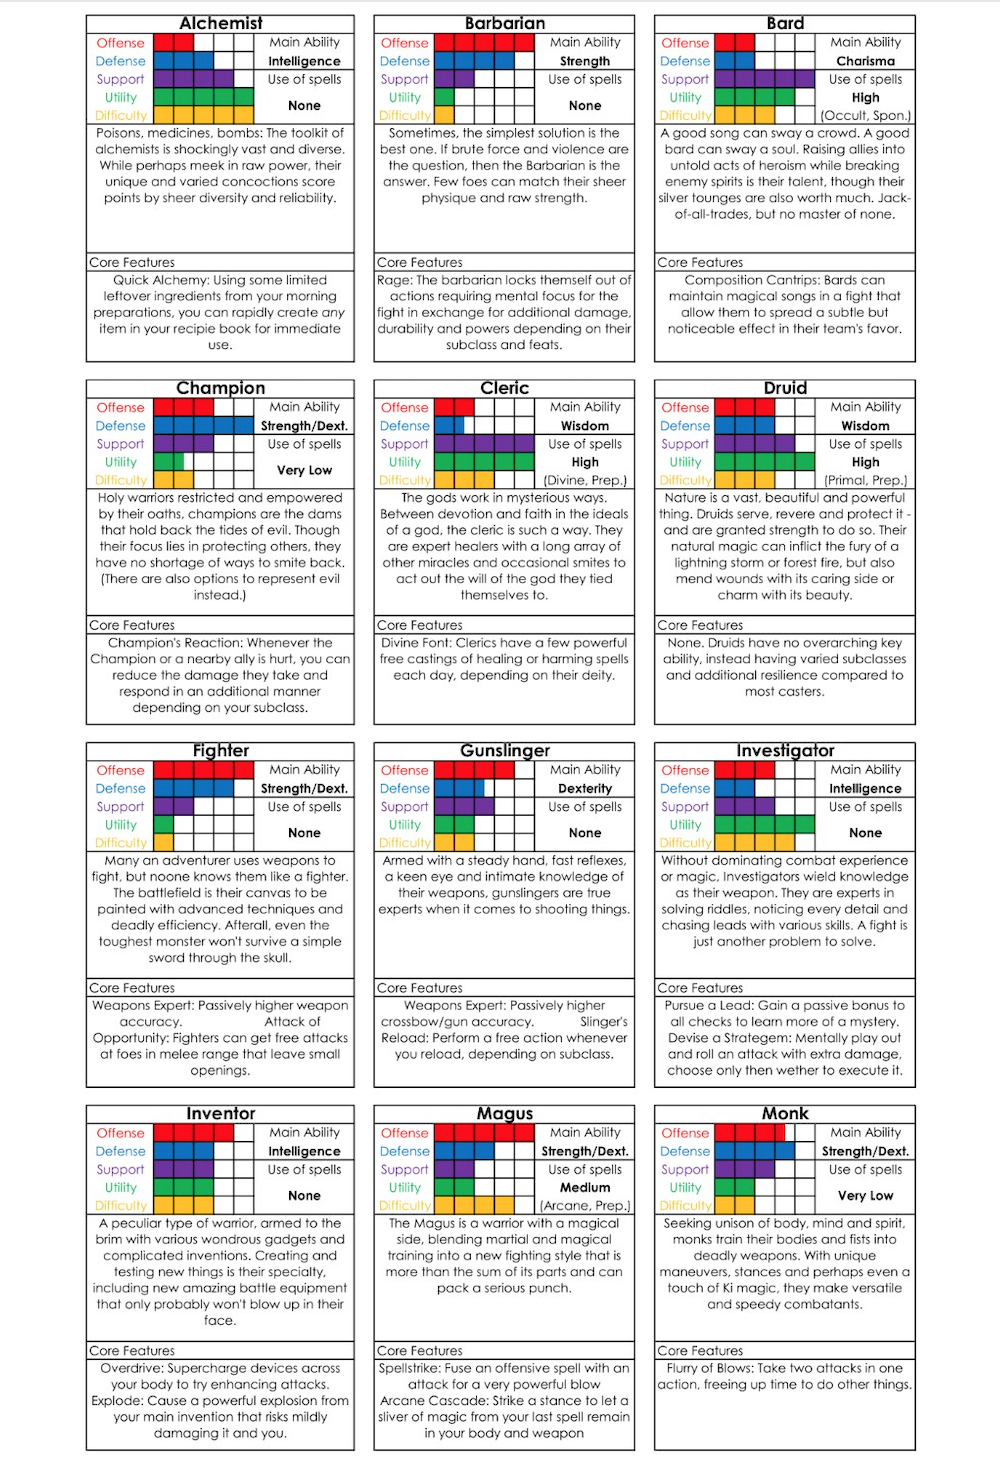 Alchemist
Offense
Main Ability
Defense
Intelligence
Support
Use of spells
Utility
None
Difficulty
Poisons, medicines, bombs: The toolkit of
alchemists is shockingly vast and diverse.
While perhaps meek in raw power, their
unique and varied concoctions score
points by sheer diversity and reliability.
Core Features
Quick Alchemy: Using some limited
leftover ingredients from your morning
preparations, you can rapidly create any
item in your recipie book for immediate
use.
Barbarian
Offense
Main Ability
Defense
Strength
Support
Use of spells
Utility
None
Difficulty
Sometimes, the simplest solution is the
best one. If brute force and violence are
the question, then the Barbarian is the
answer. Few foes can match their sheer
physique and raw strength.
Core Features
Rage: The barbarian locks themself out of
actions requiring mental focus for the
fight in exchange for additional damage,
durability and powers depending on their
subclass and feats.
Bard
Offense
Main Ability
Defense
Charisma
Support
Use of spells
Utility
High
Difficulty
(Occult, Spon.)
A good song can sway a crowd. A good
bard can sway a soul. Raising allies into
untold acts of heroism while breaking
enemy spirits is their talent, though their
silver tounges are also worth much. Jack-
of-all-trades, but no master of none.
Core Features
Composition Cantrips: Bards can
maintain magical songs in a fight that
allow them to spread a subtle but
noticeable effect in their team's favor.
Champion
Offense
Main Ability
Defense
Strength/Dext.
Support
Use of spells
Utility
Very Low
Difficulty
Holy warriors restricted and empowered
by their oaths, champions are the dams
that hold back the tides of evil. Though
their focus lies in protecting others, they
have no shortage of ways to smite back.
(There are also options to represent evil
instead.)
Core Features
Champion's Reaction: Whenever the
Champion or a nearby ally is hurt, you can
reduce the damage they take and
respond in an additional manner
depending on your subclass.
Cleric
Offense
Main Ability
Defense
Wisdom
Support
Use of spells
Utility
High
Difficulty
(Divine, Prep.)
The gods work in mysterious ways.
Between devotion and faith in the ideals
of a god, the cleric is such a way. They
are expert healers with a long array of
other miracles and occasional smites to
act out the will of the god they tied
themselves to.
Core Features
Divine Font: Clerics have a few powerful
free castings of healing or harming spells
each day, depending on their deity.
Druid
Offense
Main Ability
Defense
Wisdom
Support
Use of spells
Utility
High
Difficulty
(Primal, Prep.)
Nature is a vast, beautiful and powerful
thing. Druids serve, revere and protect it -
and are granted strength to do so. Their
natural magic can inflict the fury of a
lightning storm or forest fire, but also
mend wounds with its caring side or
charm with its beauty.
Core Features
None. Druids have no overarching key
ability, instead having varied subclasses
and additional resilience compared to
most casters.
Fighter
Offense
Main Ability
Defense
Strength/Dext.
Support
Use of spells
Utility
None
Difficulty
Many an adventurer uses weapons to
fight, but noone knows them like a fighter.
The battlefield is their canvas to be
painted with advanced techniques and
deadly efficiency. Afterall, even the
toughest monster won't survive a simple
sword through the skull.
Core Features
Weapons Expert: Passively higher weapon
accuracy. Attack of
Opportunity: Fighters can get free attacks
at foes in melee range that leave small
openings.
Gunslinger
Offense
Main Ability
Defense
Dexterity
Support
Use of spells
Utility
None
Difficulty
Armed with a steady hand, fast reflexes,
a keen eye and intimate knowledge of
their weapons, gunslingers are true
experts when it comes to shooting things.
Core Features
Weapons Expert: Passively higher
crossbow/gun accuracy. Slinger's
Reload: Perform a free action whenever
you reload, depending on subclass.
Investigator
Offense
Main Ability
Defense
Intelligence
Support
Use of spells
Utility
None
Difficulty
Without dominating combat experience
or magic, Investigators wield knowledge
as their weapon. They are experts in
solving riddles, noticing every detail and
chasing leads with various skills. A fight is
just another problem to solve.
Core Features
Pursue a Lead: Gain a passive bonus to
all checks to learn more of a mystery.
Devise a Strategem: Mentally play out
and roll an attack with extra damage,
choose only then wether to execute it.
Inventor
Offense
Main Ability
Defense
Intelligence
Support
Use of spells
Utility
None
Difficulty
A peculiar type of warrior, armed to the
brim with various wondrous gadgets and
complicated inventions. Creating and
testing new things is their specialty,
including new amazing battle equipment
that only probably won't blow up in their
face.
Core Features
Overdrive: Supercharge devices across
your body to try enhancing attacks.
Explode: Cause a powerful explosion from
your main invention that risks mildly
damaging it and you.
Magus
Offense
Main Ability
Defense
Strength/Dext.
Support
Use of spells
Utility
Medium
Difficulty
(Arcane, Prep.)
The Magus is a warrior with a magical
side, blending martial and magical
training into a new fighting style that is
more than the sum of its parts and can
pack a serious punch.
Core Features
Spellstrike: Fuse an offensive spell with an
attack for a very powerful blow
Arcane Cascade: Strike a stance to let a
sliver of magic from your last spell remain
in your body and weapon
Monk
Offense
Main Ability
Defense
Strength/Dext.
Support
Use of spells
Utility
Very Low
Difficulty
Seeking unison of body, mind and spirit,
monks train their bodies and fists into
deadly weapons. With unique
maneuvers, stances and perhaps even a
touch of Ki magic, they make versatile
and speedy combatants.
Core Features
Flurry of Blows: Take two attacks in one
action, freeing up time to do other things.